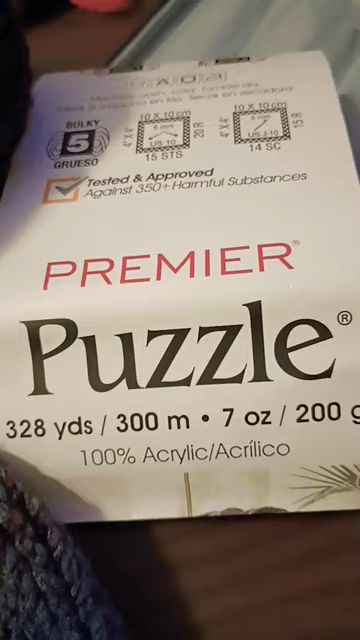 BULKY
5
GRUESO
10 X 10 cm
4" X 4"
6 mm
US 10
20 R
15 STS
10 X 10 cm
4" X 4"
US J-10
15 R
14 SC
Tested & Approved
Against 350+ Harmful Substances
PREMIER®
Puzzle®
328 yds / 300 m • 7 oz / 200 g
100% Acrylic/Acrílico